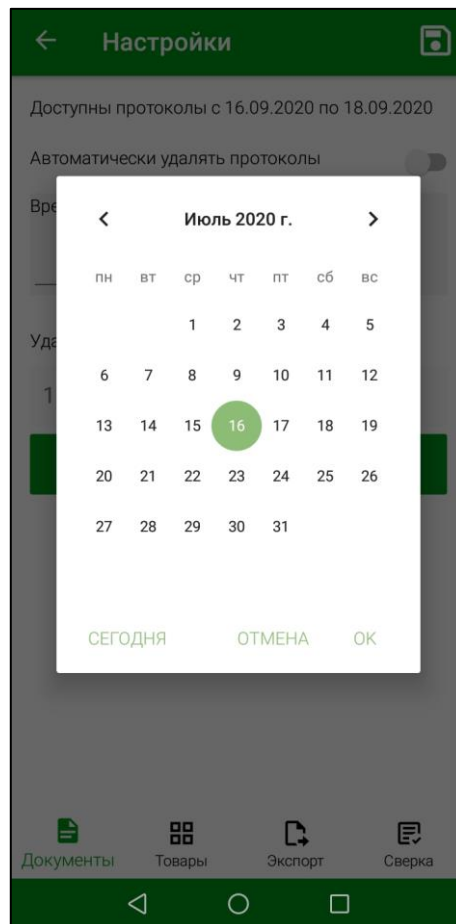 Настройки
Доступны протоколы с 16.09.2020 по 18.09.2020
Автоматически удалять протоколы
Вре
Июль 2020 г.
пн вт ср чт пт сб вс
1 2 3 4 5
Уда
6 7 8 9 10 11 12
1
13 14 15 16 17 18 19
20 21 22 23 24 25 26
27 28 29 30 31
СЕГОДНЯ ОТМЕНА ОК
Документы Товары Экспорт Сверка